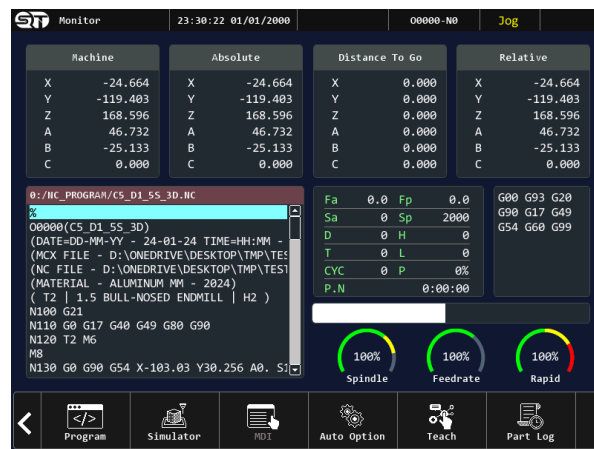 Monitor 23:30:22 01/01/2000 O0000-N0 Jog
Machine Absolute Distance To Go Relative
X -24.664 X -24.664 X 0.000 X -24.664
Y -119.403 Y -119.403 Y 0.000 Y -119.403
Z 168.596 Z 168.596 Z 0.000 Z 168.596
A 46.732 A 46.732 A 0.000 A 46.732
B -25.133 B -25.133 B 0.000 B -25.133
C 0.000 C 0.000 C 0.000 C 0.000
0:/NC_PROGRAM/C5_D1_5S_3D.NC
%
O0000(C5_D1_5S_3D)
(DATE=DD-MM-YY - 24-01-24 TIME=HH:MM -
(MCX FILE - D:\ONEDRIVE\DESKTOP\TMP\TES
(NC FILE - D:\ONEDRIVE\DESKTOP\TMP\TEST
(MATERIAL - ALUMINUM MM - 2024)
( T2 | 1.5 BULL-NOSED ENDMILL | H2 )
N100 G21
N110 G0 G17 G40 G49 G80 G90
N120 T2 M6
M8
N130 G0 G90 G54 X-103.03 Y30.256 A0. S1
Fa 0.0 Fp 0.0
Sa 0 Sp 2000
D 0 H 0
T 0 L 0
CYC 0 P 0%
P.N 0:00:00
G00 G93 G20
G90 G17 G49
G54 G60 G99
100% 100% 100%
Spindle Feedrate Rapid
Program Simulator MDI Auto Option Teach Part Log